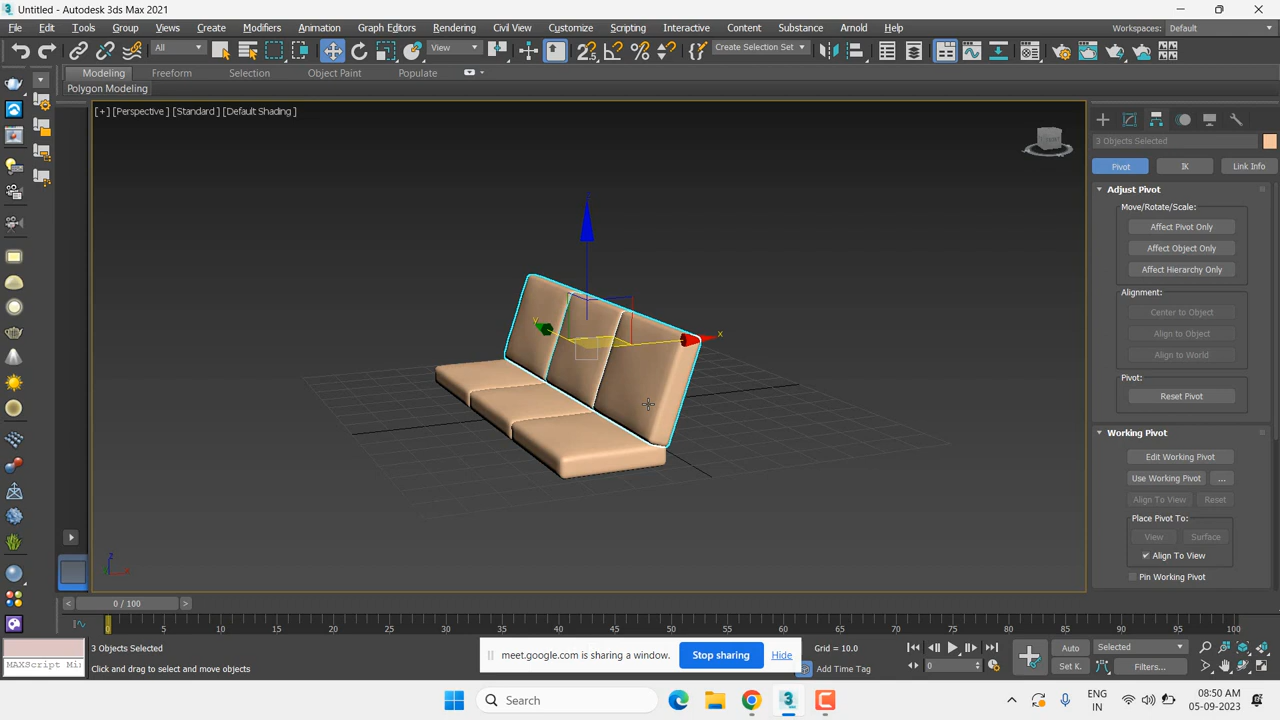 Untitled - Autodesk 3ds Max 2021
File Edit Tools Group Views Create Modifiers Animation Graph Editors Rendering Civil View Customize Scripting Interactive Content Substance Arnold Help
Workspaces: Default
All
View
Create Selection Set
Modeling Freeform Selection Object Paint Populate
Polygon Modeling
[+] [Perspective ] [Standard ] [Default Shading ]
3 Objects Selected
Pivot IK Link Info
Adjust Pivot
Move/Rotate/Scale:
Affect Pivot Only
Affect Object Only
Affect Hierarchy Only
Alignment:
Center to Object
Align to Object
Align to World
Pivot:
Reset Pivot
Working Pivot
Edit Working Pivot
Use Working Pivot ...
Align To View Reset
Place Pivot To:
View Surface
Align To View
Pin Working Pivot
y
x
z
< 0 / 100 >
0 5 10 15 20 25 30 35 40 45 50 55 60 65 70 75 80 85 90 95 100
3 Objects Selected
MAXScript Mi
Click and drag to select and move objects
meet.google.com is sharing a window. Stop sharing Hide
Grid = 10.0
Add Time Tag
Auto Selected
Set K. Filters...
0
Search
ENG
IN
08:50 AM
05-09-2023